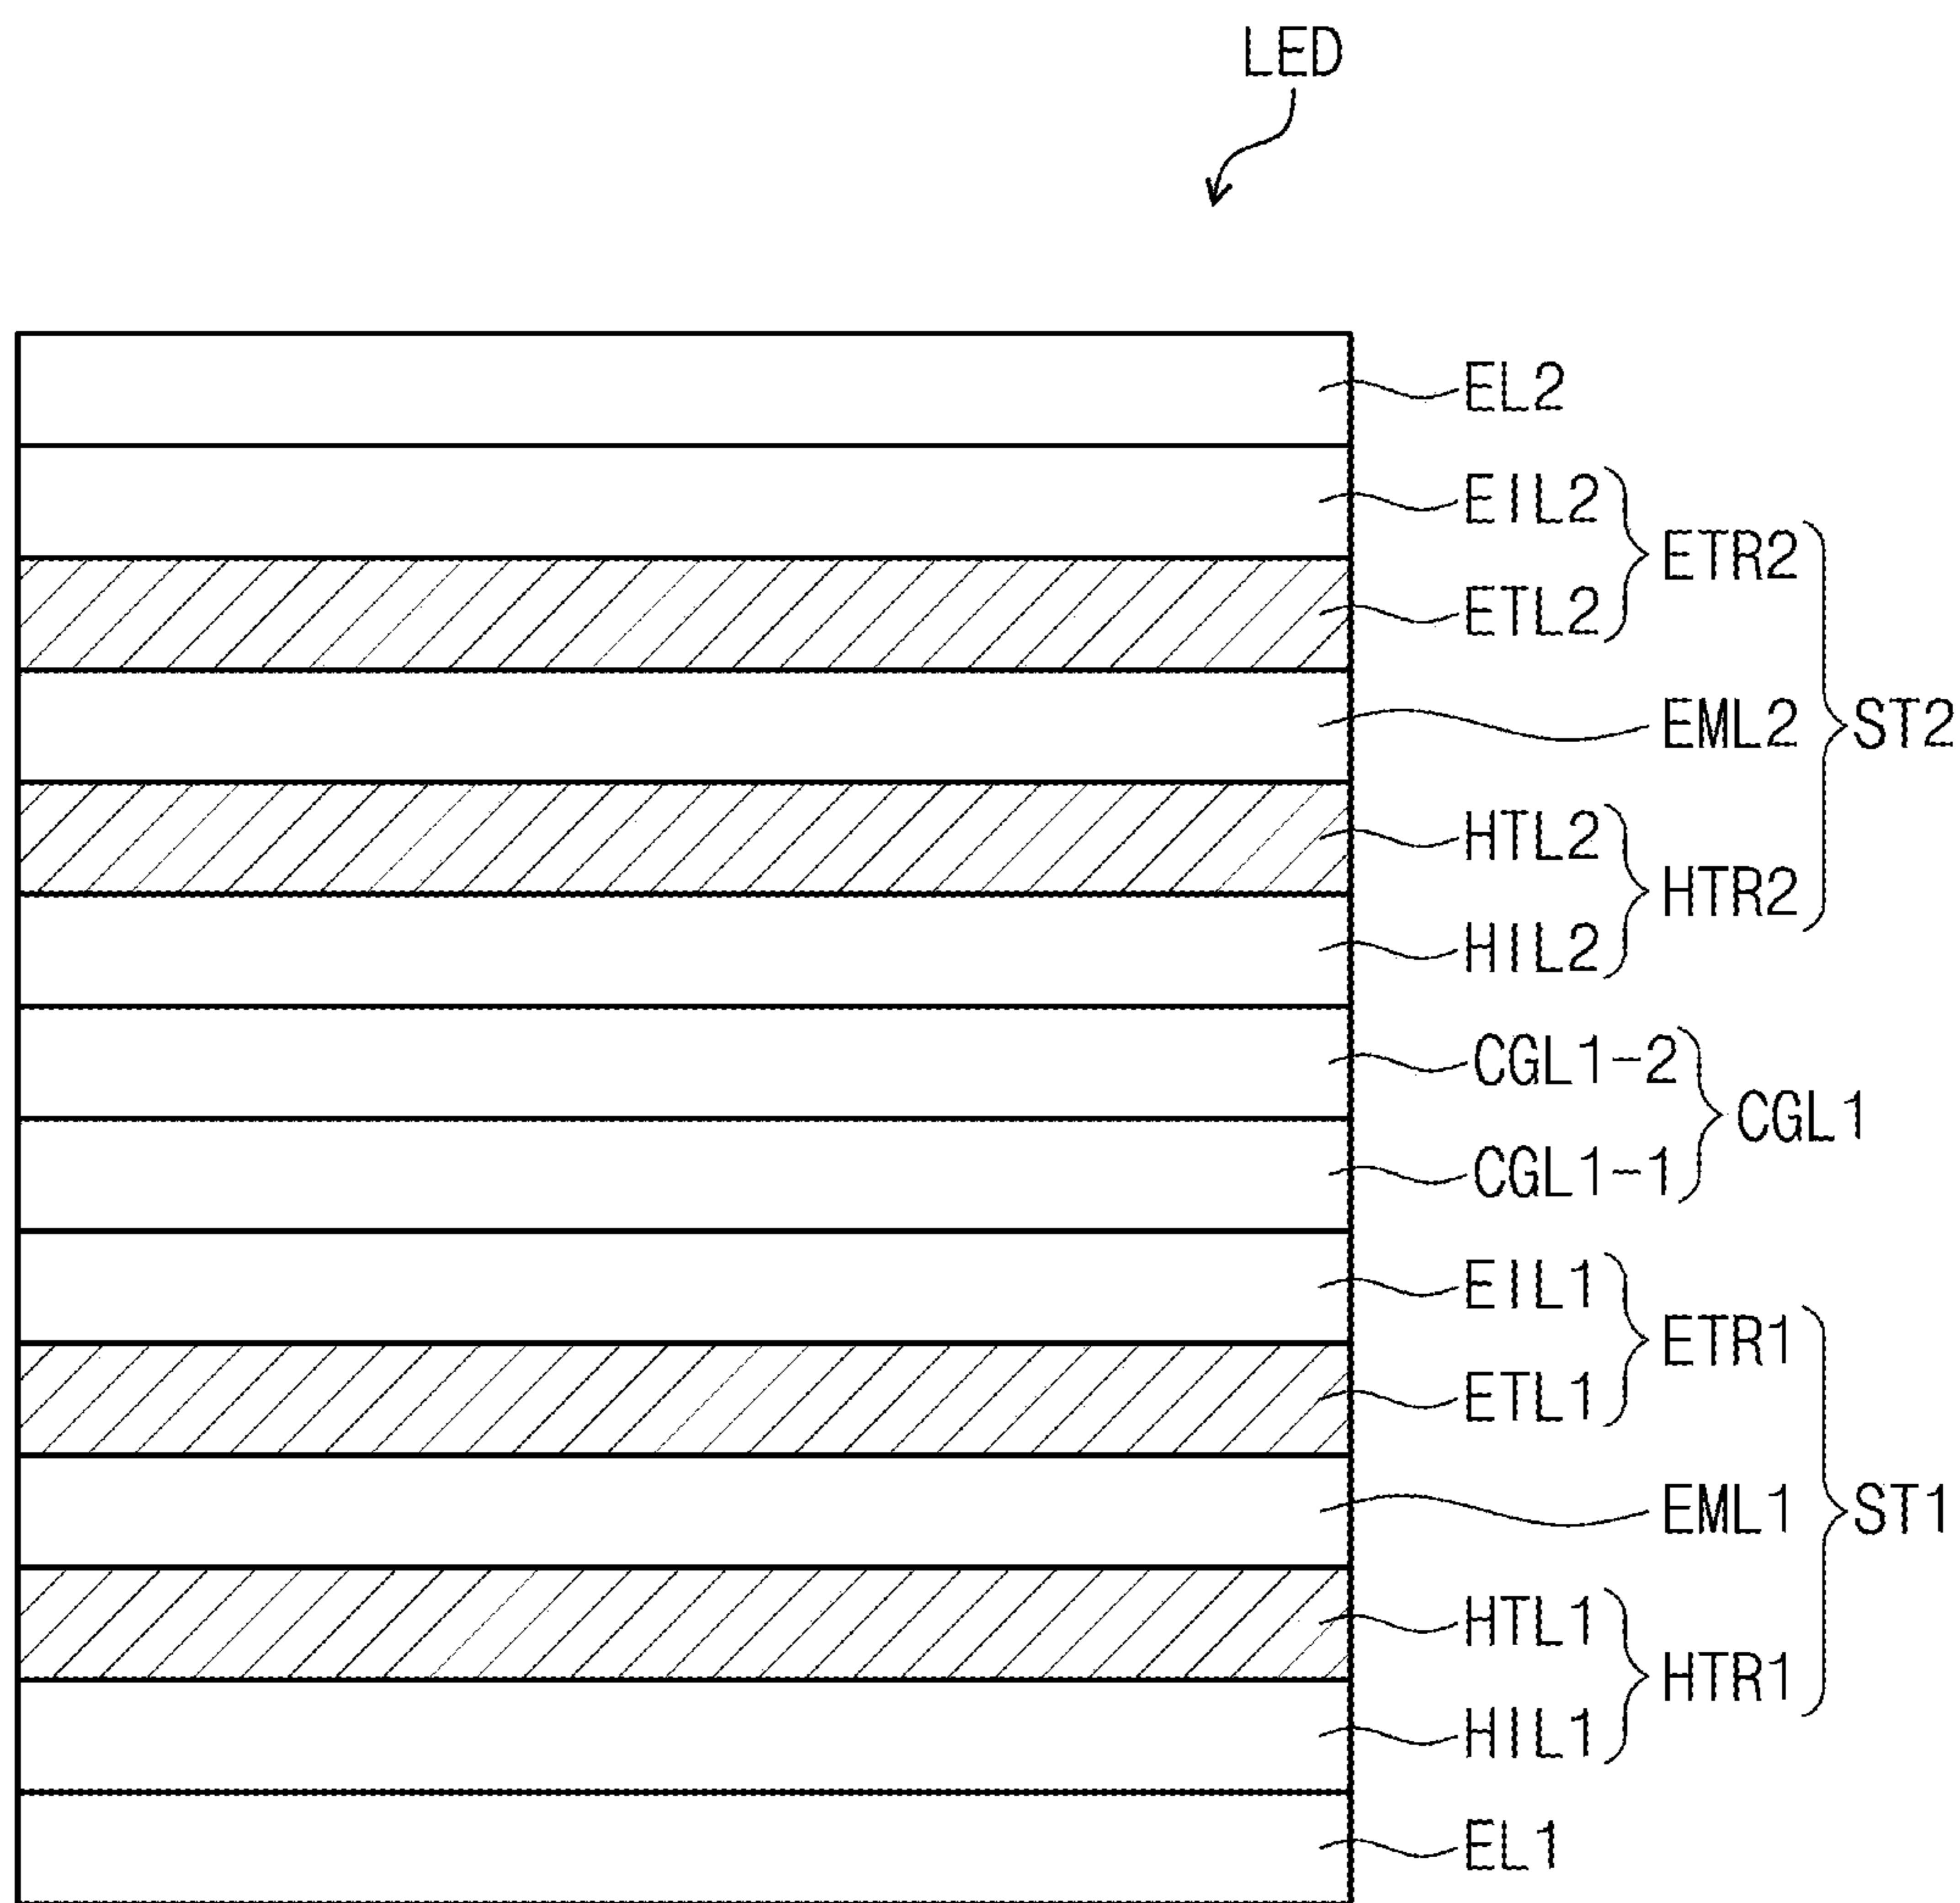 LED
EL2
EIL2
ETR2
ETL2
EML2
ST2
HTL2
HTR2
HIL2
CGL1-2
CGL1
CGL1-1
EIL1
ETR1
ETL1
EML1
ST1
HTL1
HTR1
HIL1
EL1